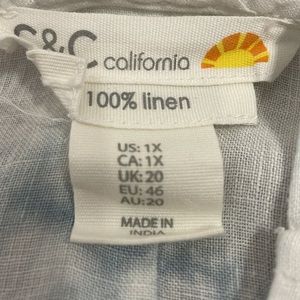 &C california
100% linen
US: 1X
CA: 1X
UK: 20
EU: 46
AU: 20
MADE IN
INDIA